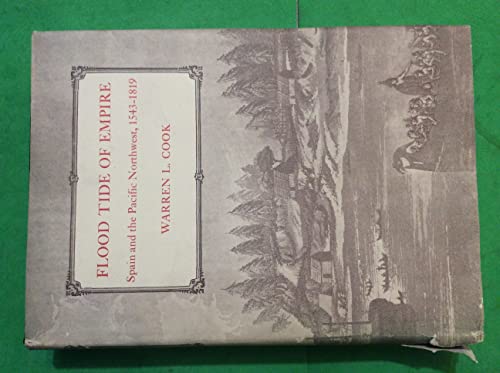 FLOOD TIDE OF EMPIRE
Spain and the Pacific Northwest, 1543-1819
WARREN L. COOK